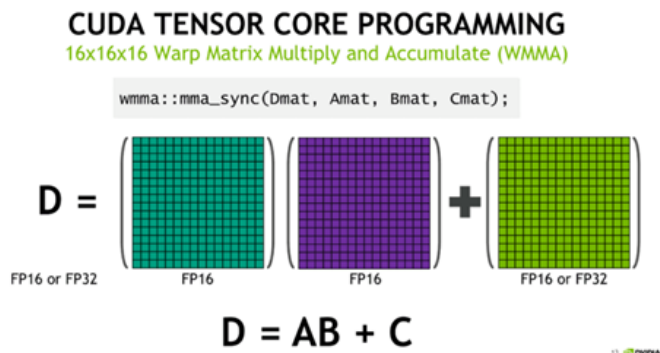 CUDA TENSOR CORE PROGRAMMING
16x16x16 Warp Matrix Multiply and Accumulate (WMMA)
wmma::mma_sync(Dmat, Amat, Bmat, Cmat);
D =
+
FP16 or FP32
FP16
FP16
FP16 or FP32
D = AB + C